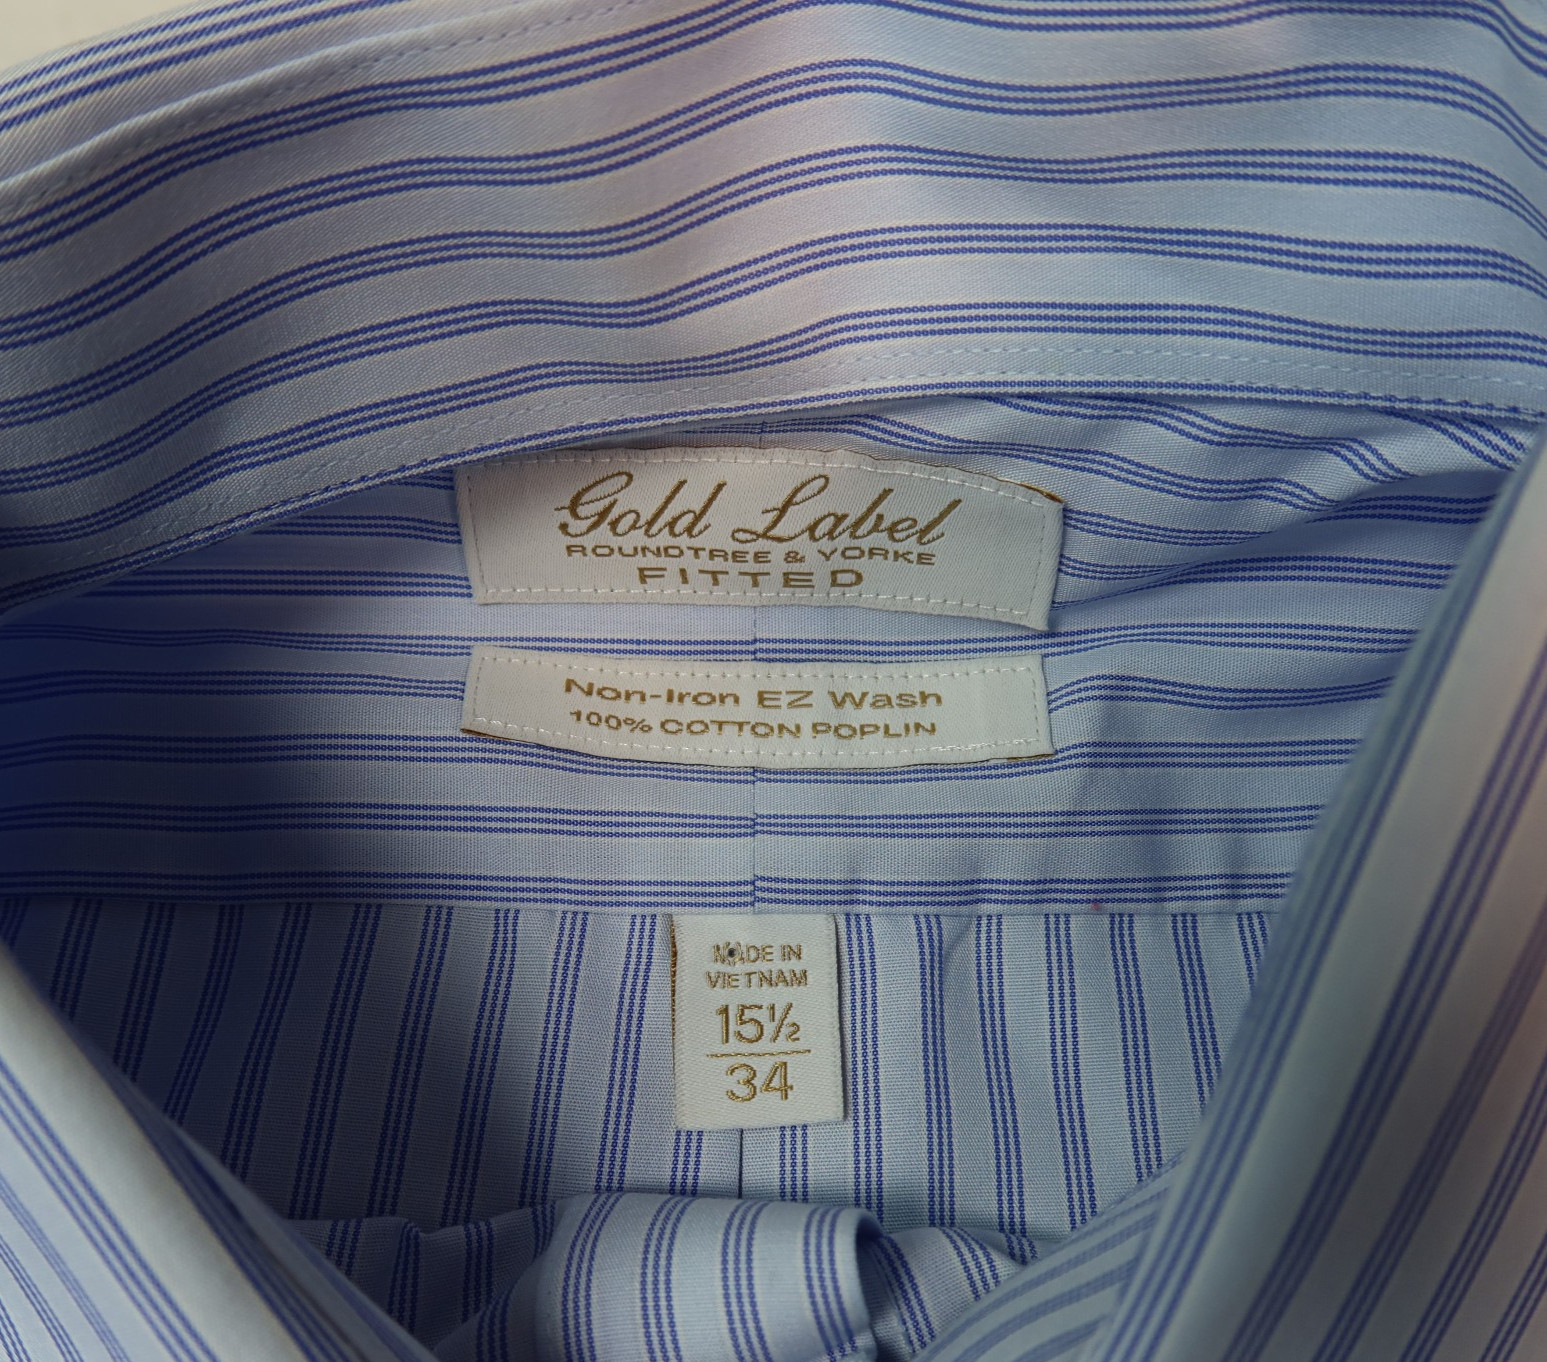 Gold Label
ROUNDTREE & YORKE
FITTED
Non-Iron EZ Wash
100% COTTON POPLIN
MADE IN
VIETNAM
15½
34